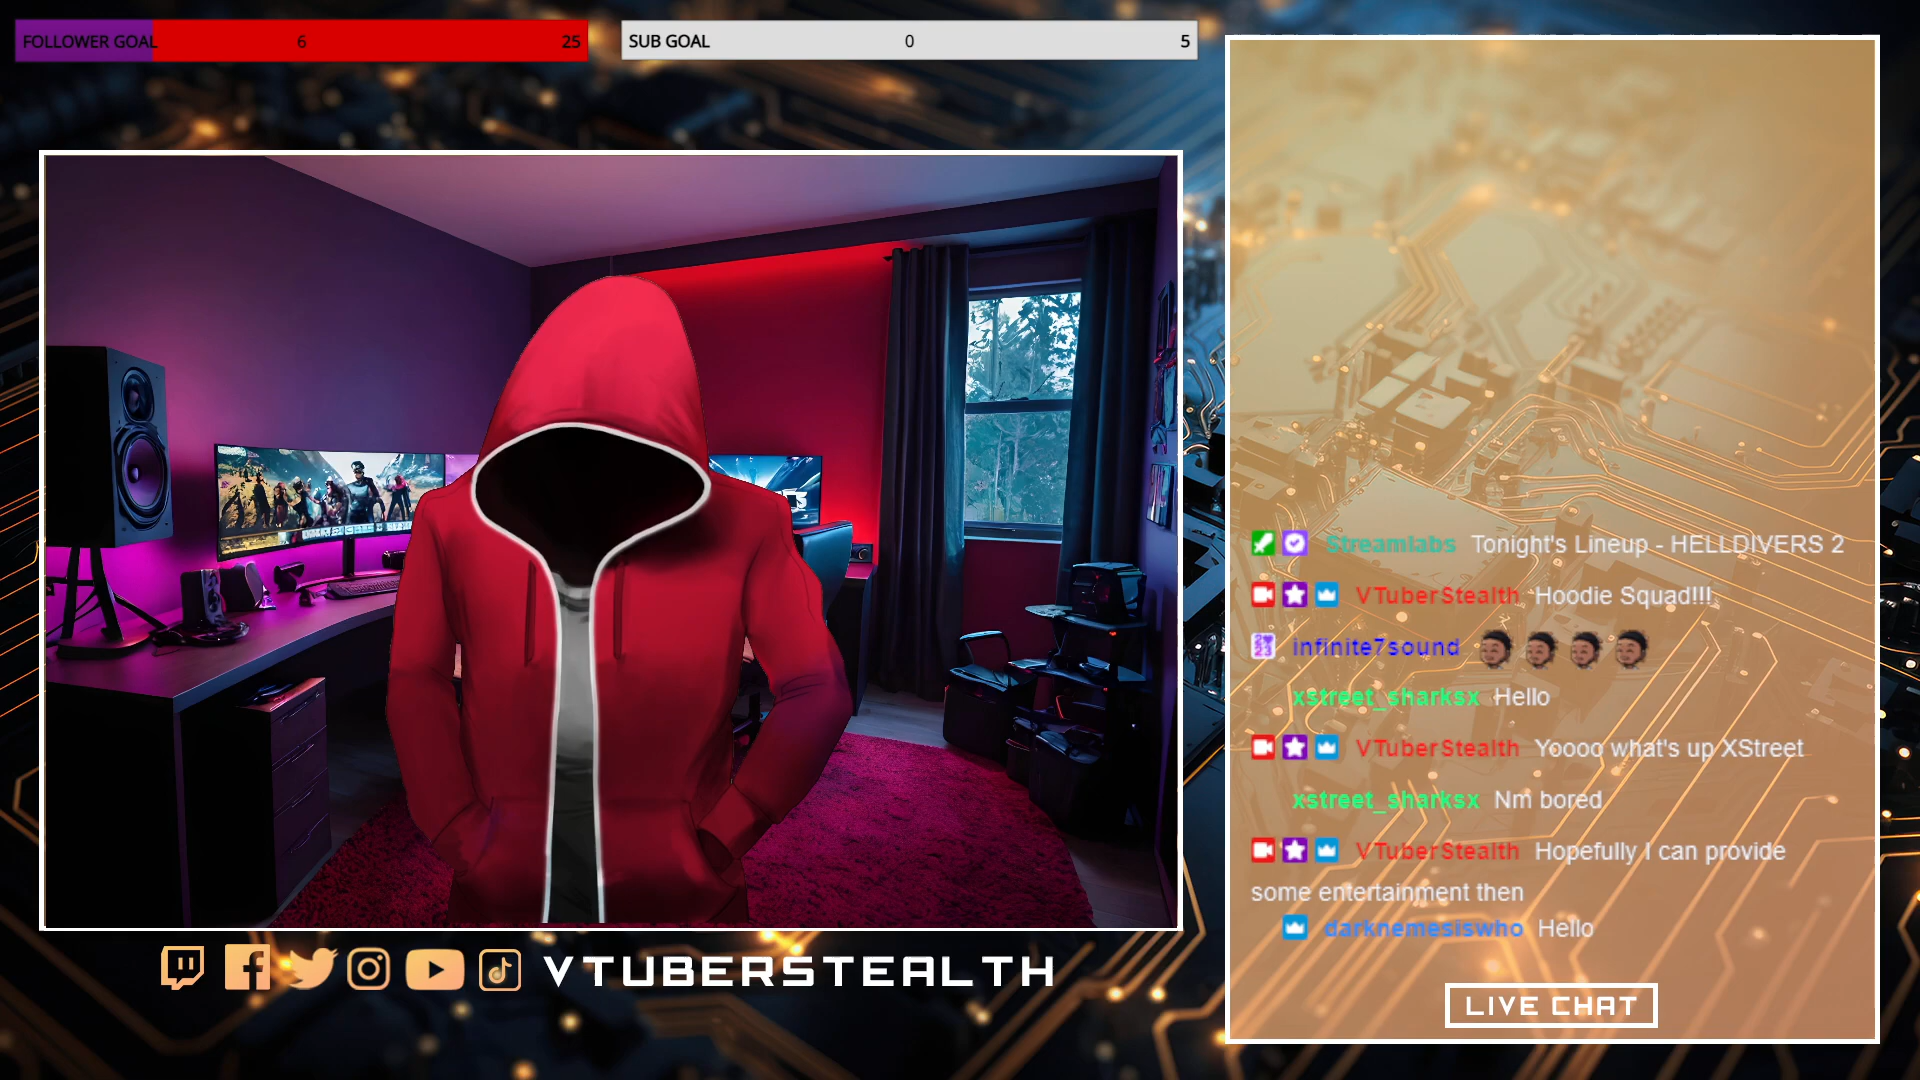 FOLLOWER GOAL 6 25
SUB GOAL 0 5
Streamlabs Tonight's Lineup - HELLDIVERS 2
VTuberStealth Hoodie Squad!!!
infinite7sound
xstreet_sharksx Hello
VTuberStealth Yoooo what's up XStreet
xstreet_sharksx Nm bored
VTuberStealth Hopefully I can provide
some entertainment then
darknemesiswho Hello
LIVE CHAT
VTUBERSTEALTH